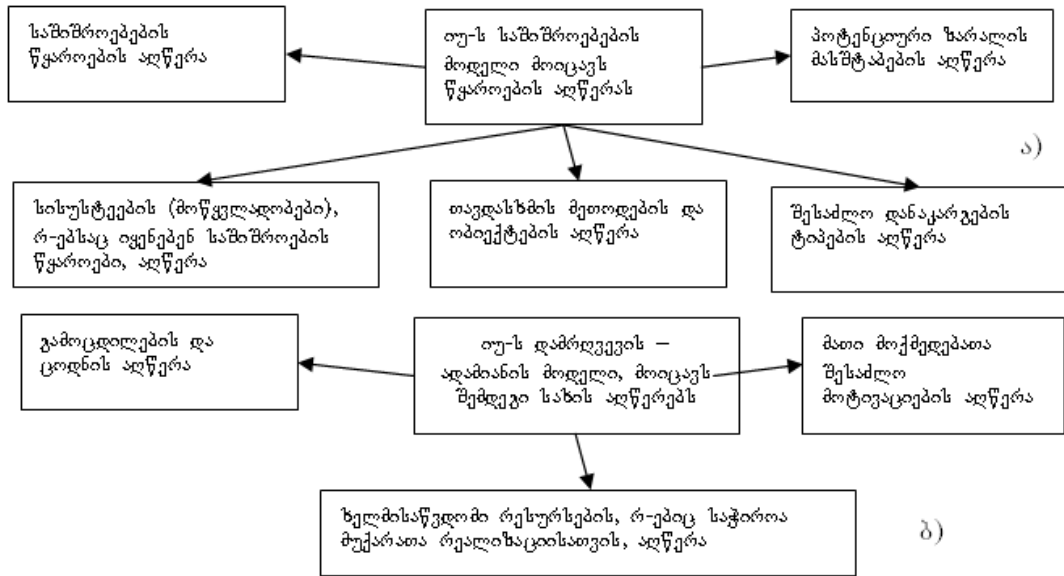 საშიშროებების
წყაროების აღწერა
იუ-ს საშიშროებების
მოდელი მოიცავს
წყაროების აღწერას
პოტენციური ზარალის
მასშტაბების აღწერა
ა)
სისუსტეების (მოწყვლადობები),
რ-ებსაც იყენებენ საშიშროების
წყაროები, აღწერა
თავდასხმის მეთოდების და
ობიექტების აღწერა
შესაძლო დანაკარგების
ტიპების აღწერა
გამოცდილების და
ცოდნის აღწერა
იუ-ს დამრღვევის –
ადამიანის მოდელი, მოიცავს
შემდეგი სახის აღწერებს
მათი მოქმედებათა
შესაძლო
მოტივაციების აღწერა
ხელმისაწვდომი რესურსების, რ-ებიც საჭიროა
მუქარათა რეალიზაციისათვის, აღწერა
ბ)